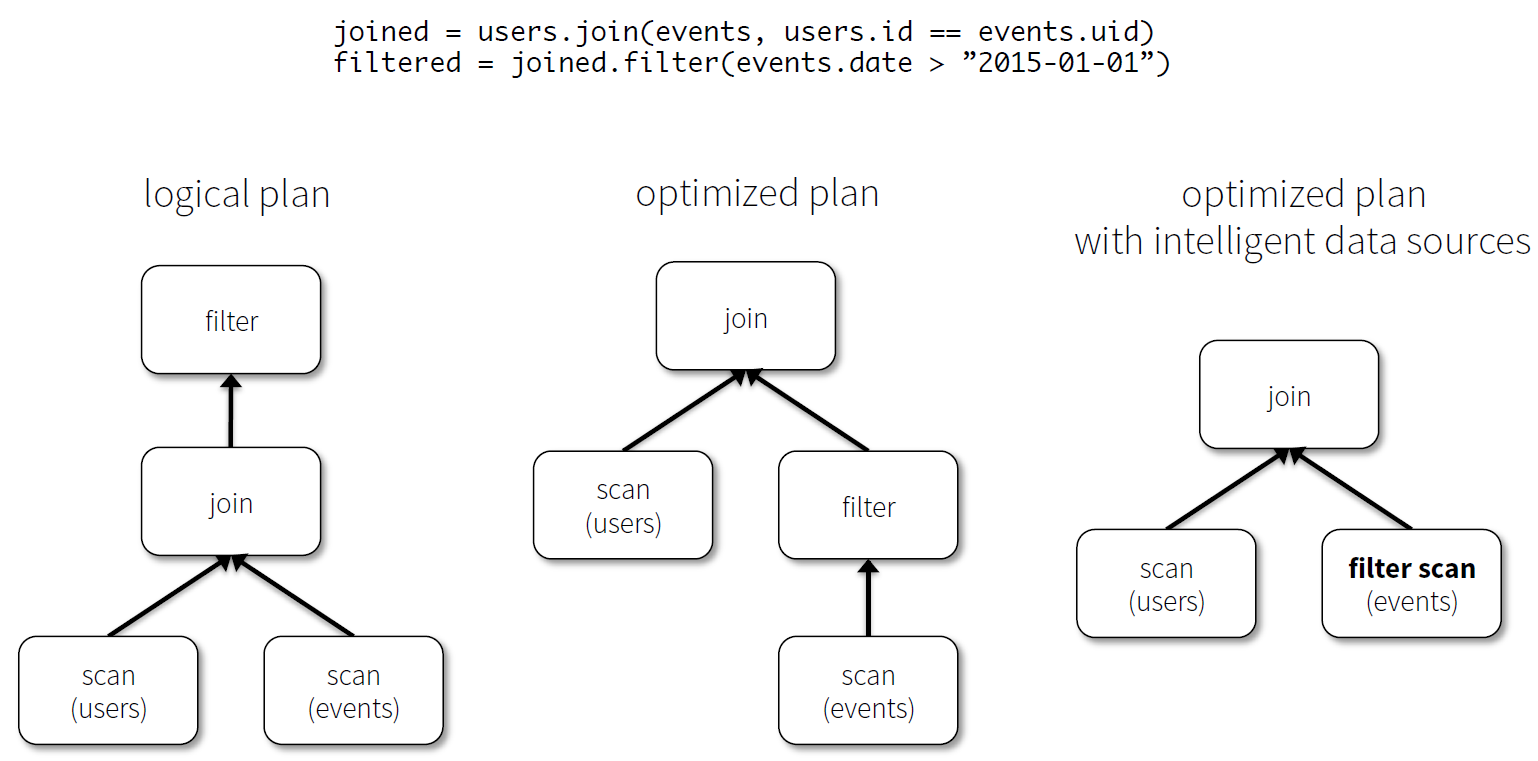 joined = users.join(events, users.id == events.uid)
filtered = joined.filter(events.date > ”2015-01-01”)
logical plan
filter
join
scan
(users)
scan
(events)
optimized plan
join
scan
(users)
filter
scan
(events)
optimized plan
with intelligent data sources
join
scan
(users)
filter scan
(events)